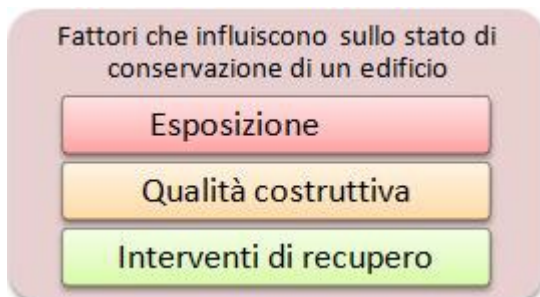 Fattori che influiscono sullo stato di
conservazione di un edificio
Esposizione
Qualità costruttiva
Interventi di recupero